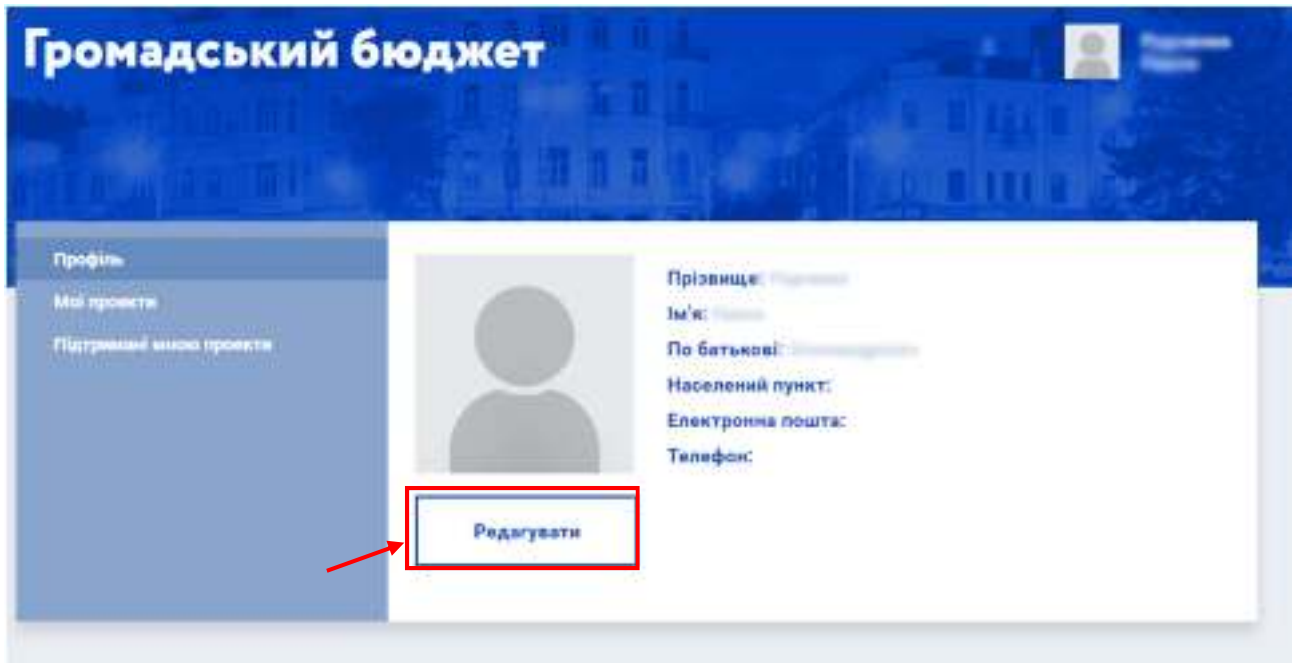 Громадський бюджет
Профіль
Мої проекти
Підтримані мною проекти
Прізвище:
Ім'я:
По батькові:
Населений пункт:
Електронна пошта:
Телефон:
Редагувати